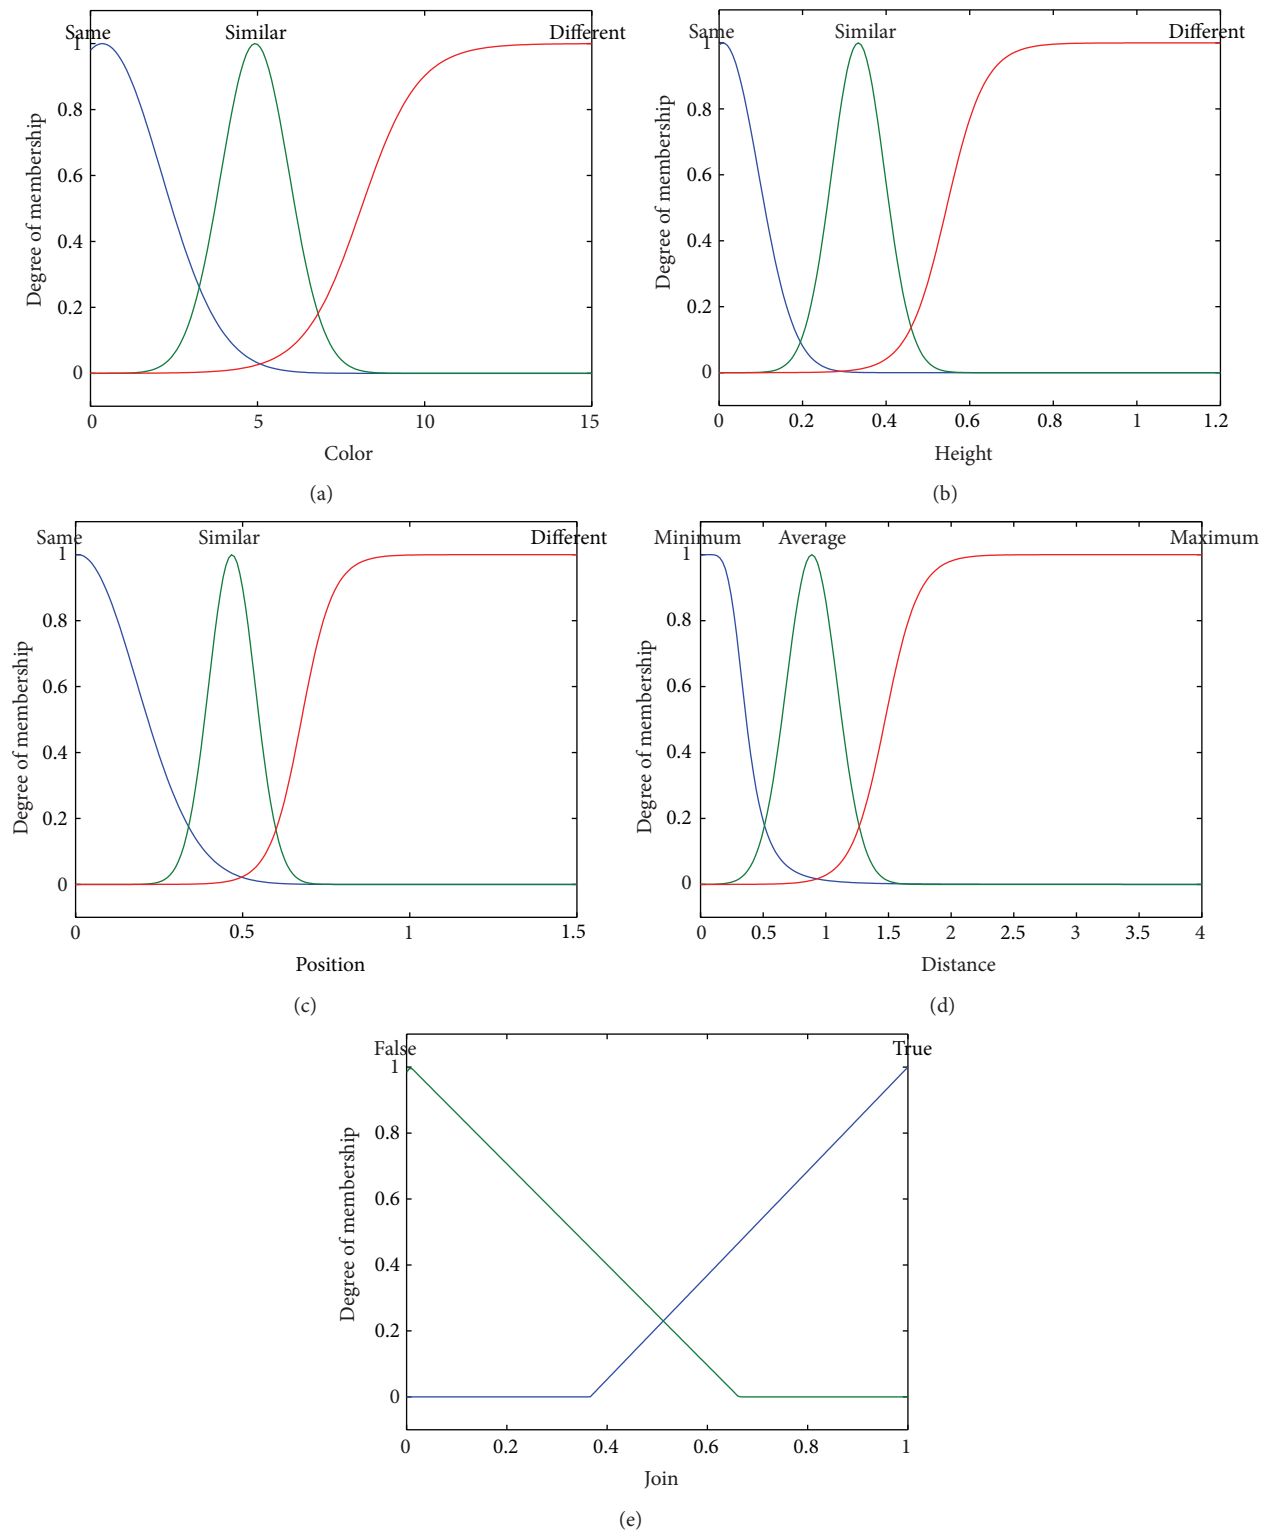 Same Similar Different
1
0.8
0.6
0.4
0.2
0
Degree of membership
0 5 10 15
Color
(a)
Same Similar Different
1
0.8
0.6
0.4
0.2
0
Degree of membership
0 0.2 0.4 0.6 0.8 1 1.2
Height
(b)
Same Similar Different
1
0.8
0.6
0.4
0.2
0
Degree of membership
0 0.5 1 1.5
Position
(c)
Minimum Average Maximum
1
0.8
0.6
0.4
0.2
0
Degree of membership
0 0.5 1 1.5 2 2.5 3 3.5 4
Distance
(d)
False True
1
0.8
0.6
0.4
0.2
0
Degree of membership
0 0.2 0.4 0.6 0.8 1
Join
(e)